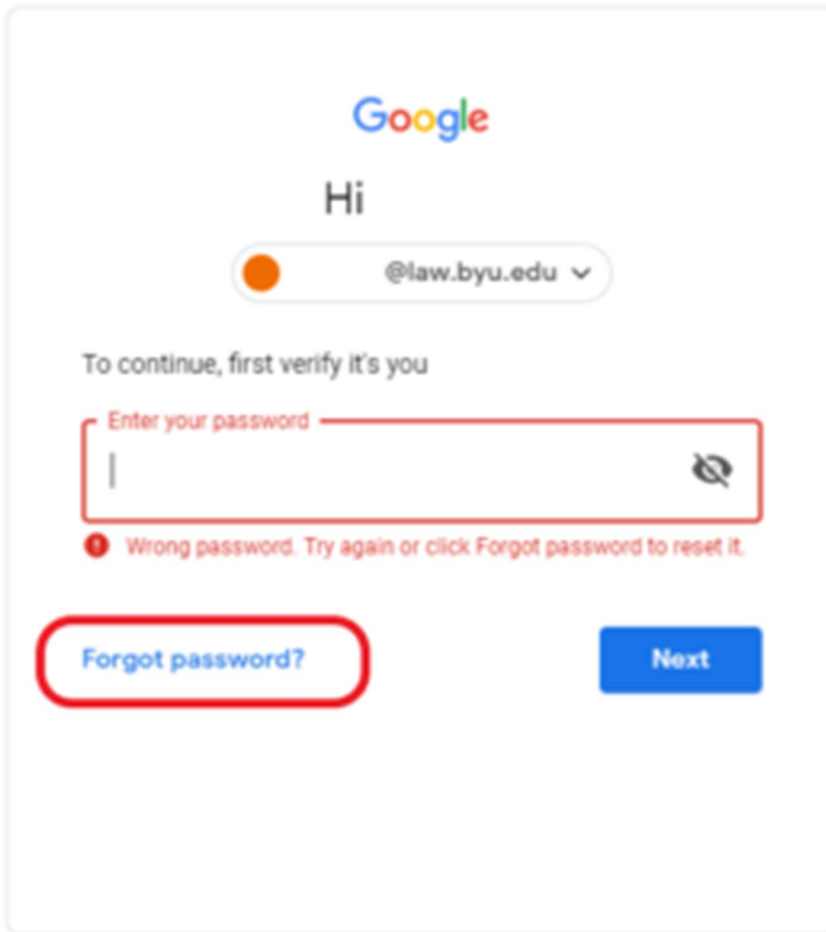 Google
Hi
@law.byu.edu
To continue, first verify it's you
Enter your password
Wrong password. Try again or click Forgot password to reset it.
Forgot password?
Next